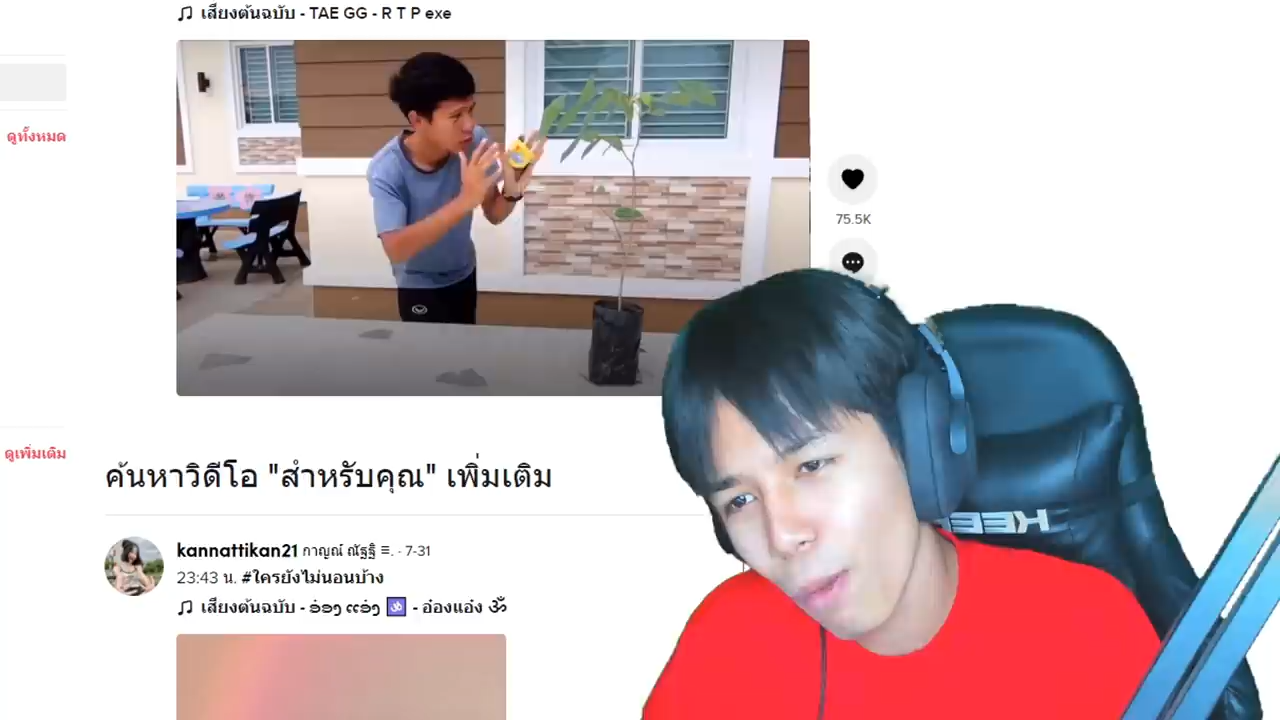 เสียงต้นฉบับ - TAE GG - R T P exe
ดูทั้งหมด
75.5K
ดูเพิ่มเติม
ค้นหาวิดีโอ "สำหรับคุณ" เพิ่มเติม
kannattikan21 กาญณ์ ณัฐฐิ์ ≡. · 7-31
23:43 น. #ใครยังไม่นอนบ้าง
เสียงต้นฉบับ - - อ๋องแอ๋ง